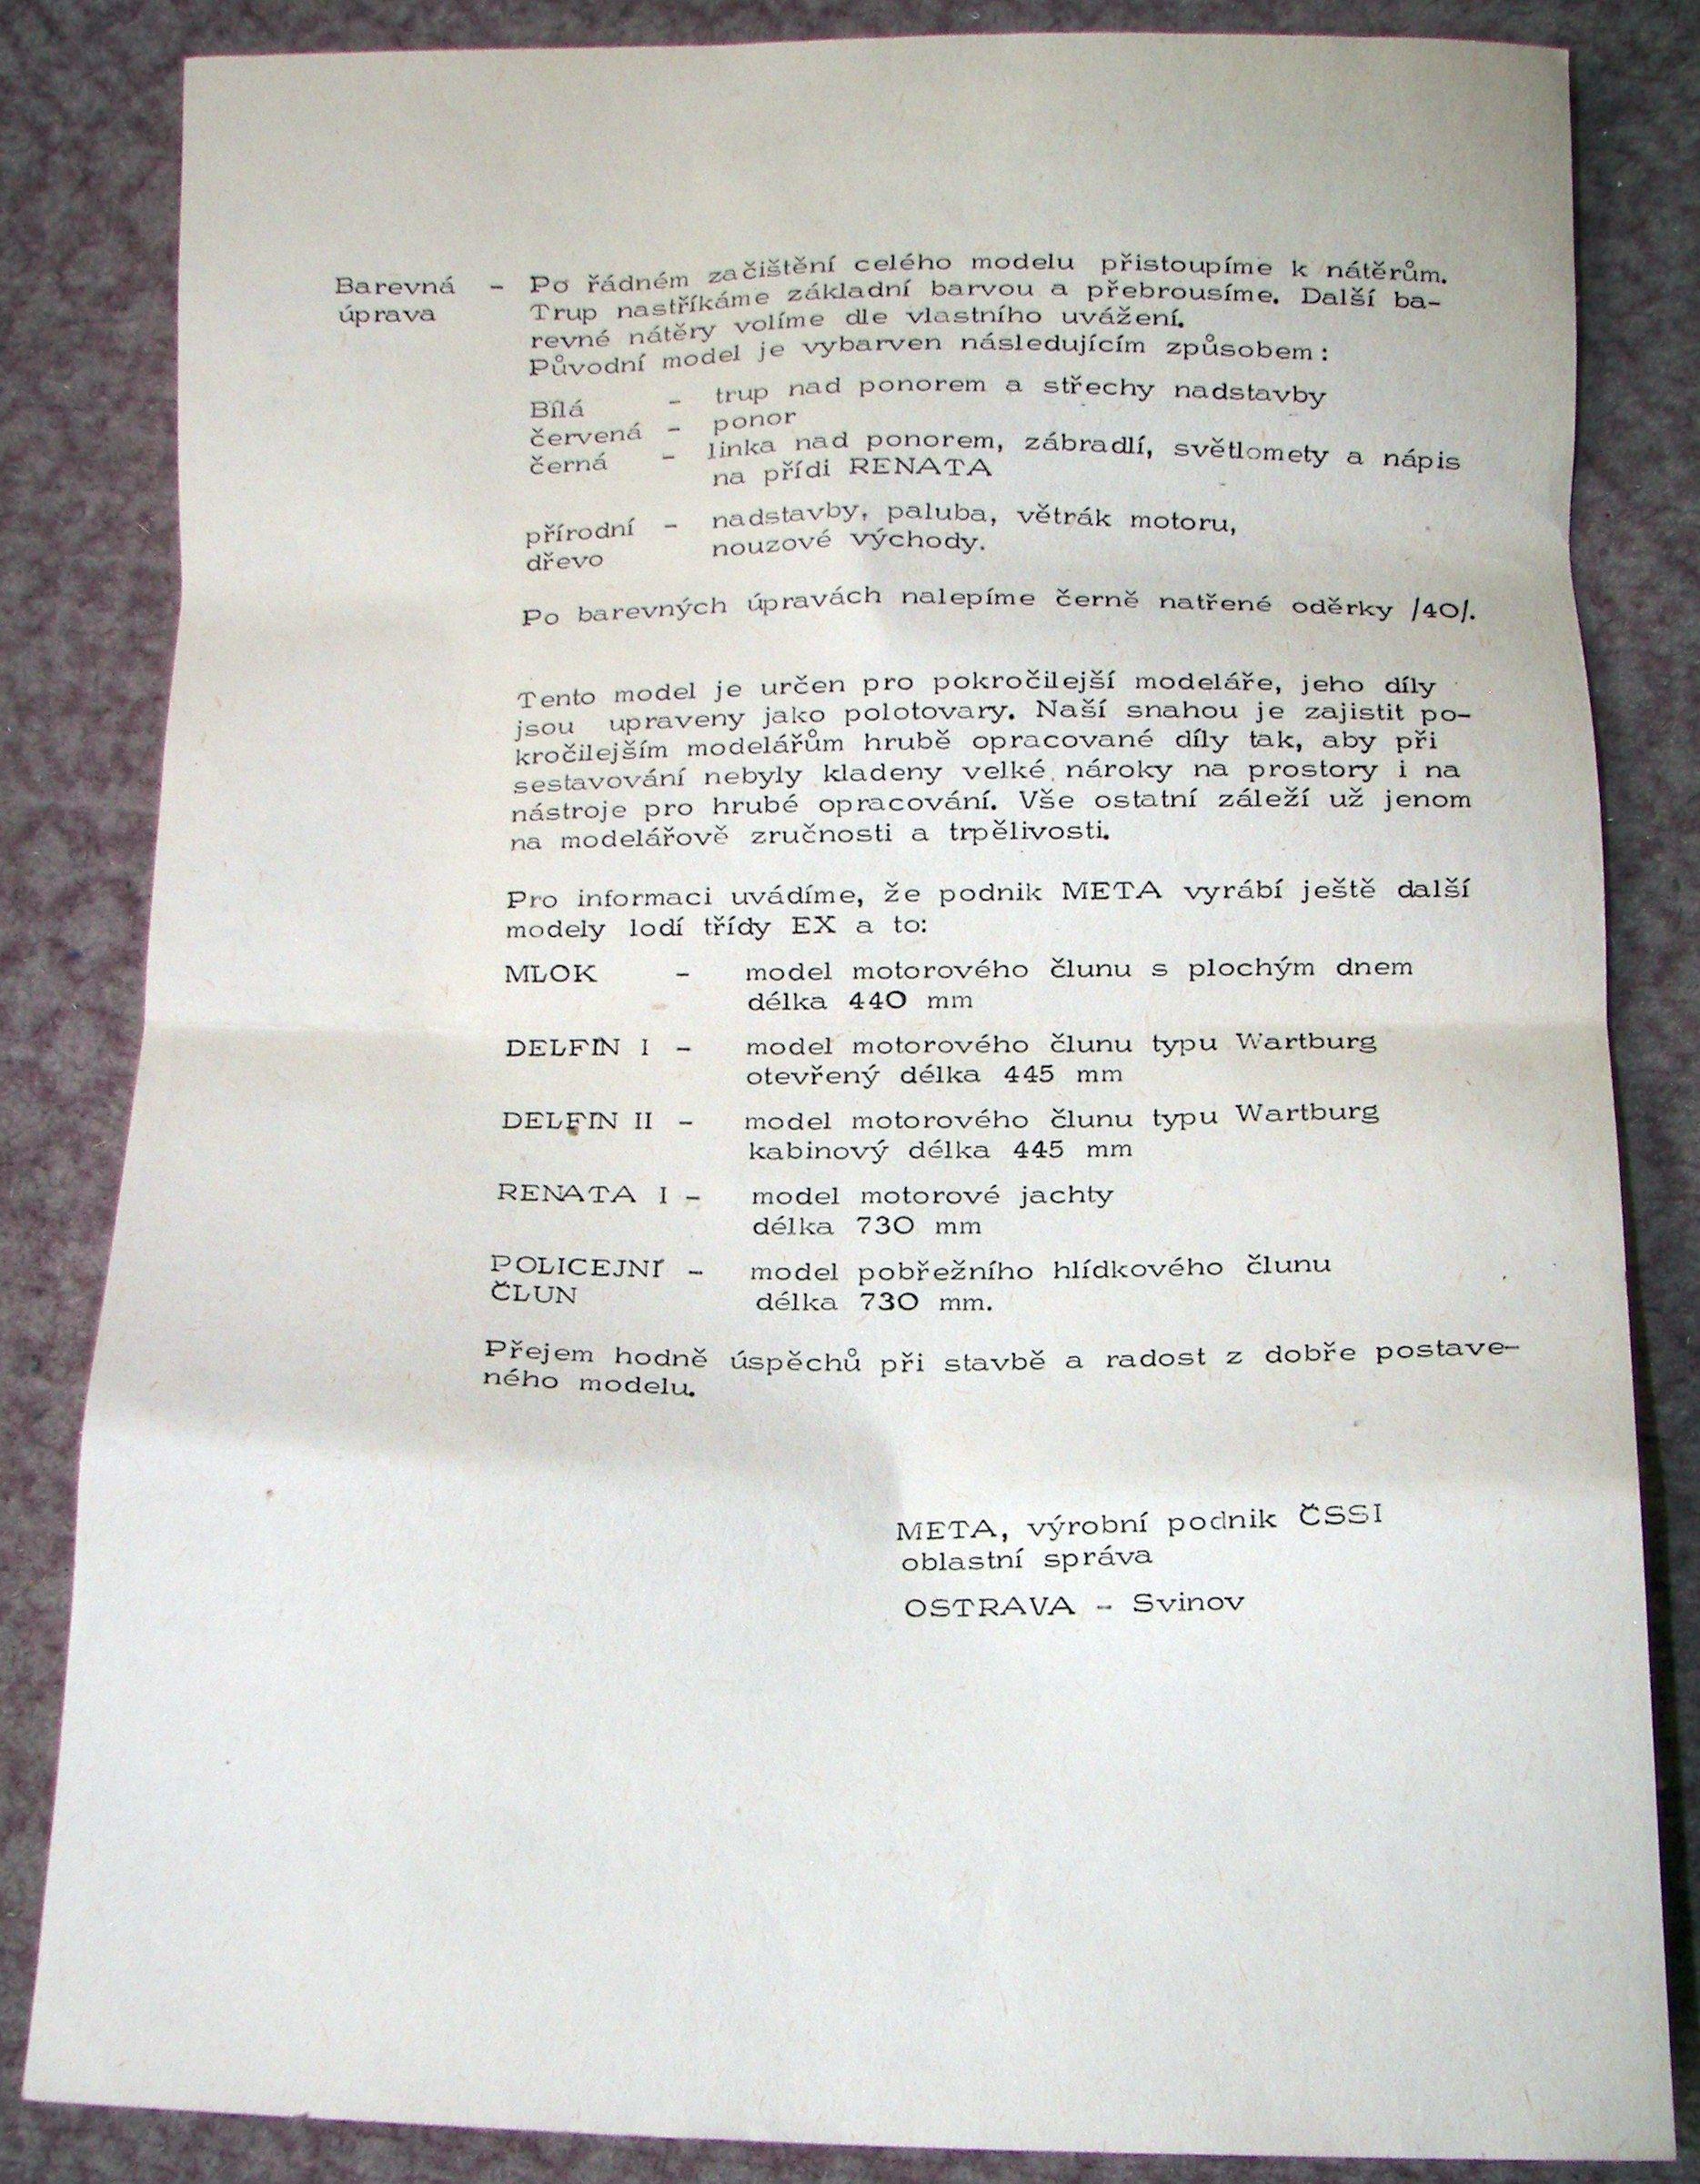 Barevná - Po řádném začištění celého modelu přistoupíme k nátěrům.
úprava Trup nastříkáme základní barvou a přebrousíme. Další ba-
revné nátěry volíme dle vlastního uvážení.
Původní model je vybarven následujícím způsobem:
Bílá - trup nad ponorem a střechy nadstavby
červená - ponor
černá - linka nad ponorem, zábradlí, světlomety a nápis
na přídi RENATA
přírodní - nadstavby, paluba, větrák motoru,
dřevo nouzové východy.
Po barevných úpravách nalepíme černě natřené oděrky /40/.
Tento model je určen pro pokročilejší modeláře, jeho díly
jsou upraveny jako polotovary. Naší snahou je zajistit po-
kročilejším modelářům hrubě opracované díly tak, aby při
sestavování nebyly kladeny velké nároky na prostory i na
nástroje pro hrubé opracování. Vše ostatní záleží už jenom
na modelářově zručnosti a trpělivosti.
Pro informaci uvádíme, že podnik META vyrábí ještě další
modely lodí třídy EX a to:
MLOK - model motorového člunu s plochým dnem
délka 440 mm
DELFIN I - model motorového člunu typu Wartburg
otevřený délka 445 mm
DELFIN II - model motorového člunu typu Wartburg
kabinový délka 445 mm
RENATA I - model motorové jachty
délka 730 mm
POLICEJNÍ - model pobřežního hlídkového člunu
ČLUN délka 730 mm.
Přejem hodně úspěchů při stavbě a radost z dobře postave-
ného modelu.
META, výrobní podnik ČSSI
oblastní správa
OSTRAVA - Svinov